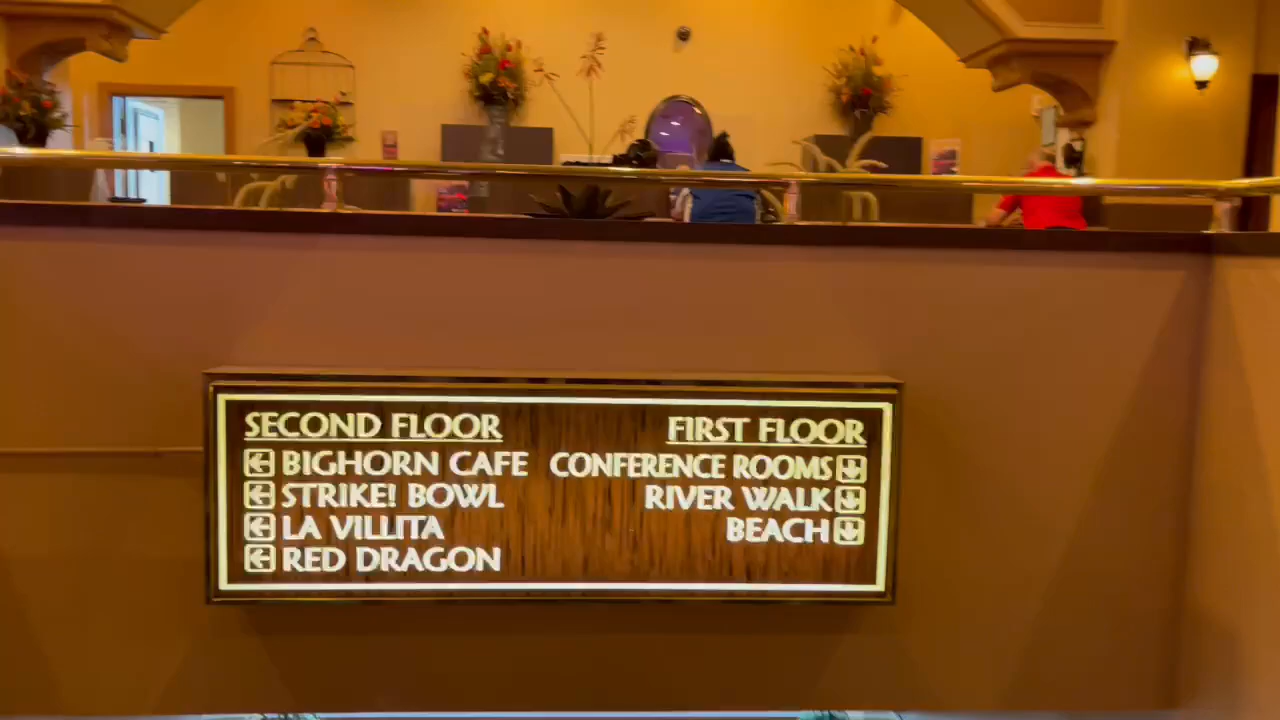 SECOND FLOOR
BIGHORN CAFE
STRIKE! BOWL
LA VILLITA
RED DRAGON
FIRST FLOOR
CONFERENCE ROOMS
RIVER WALK
BEACH